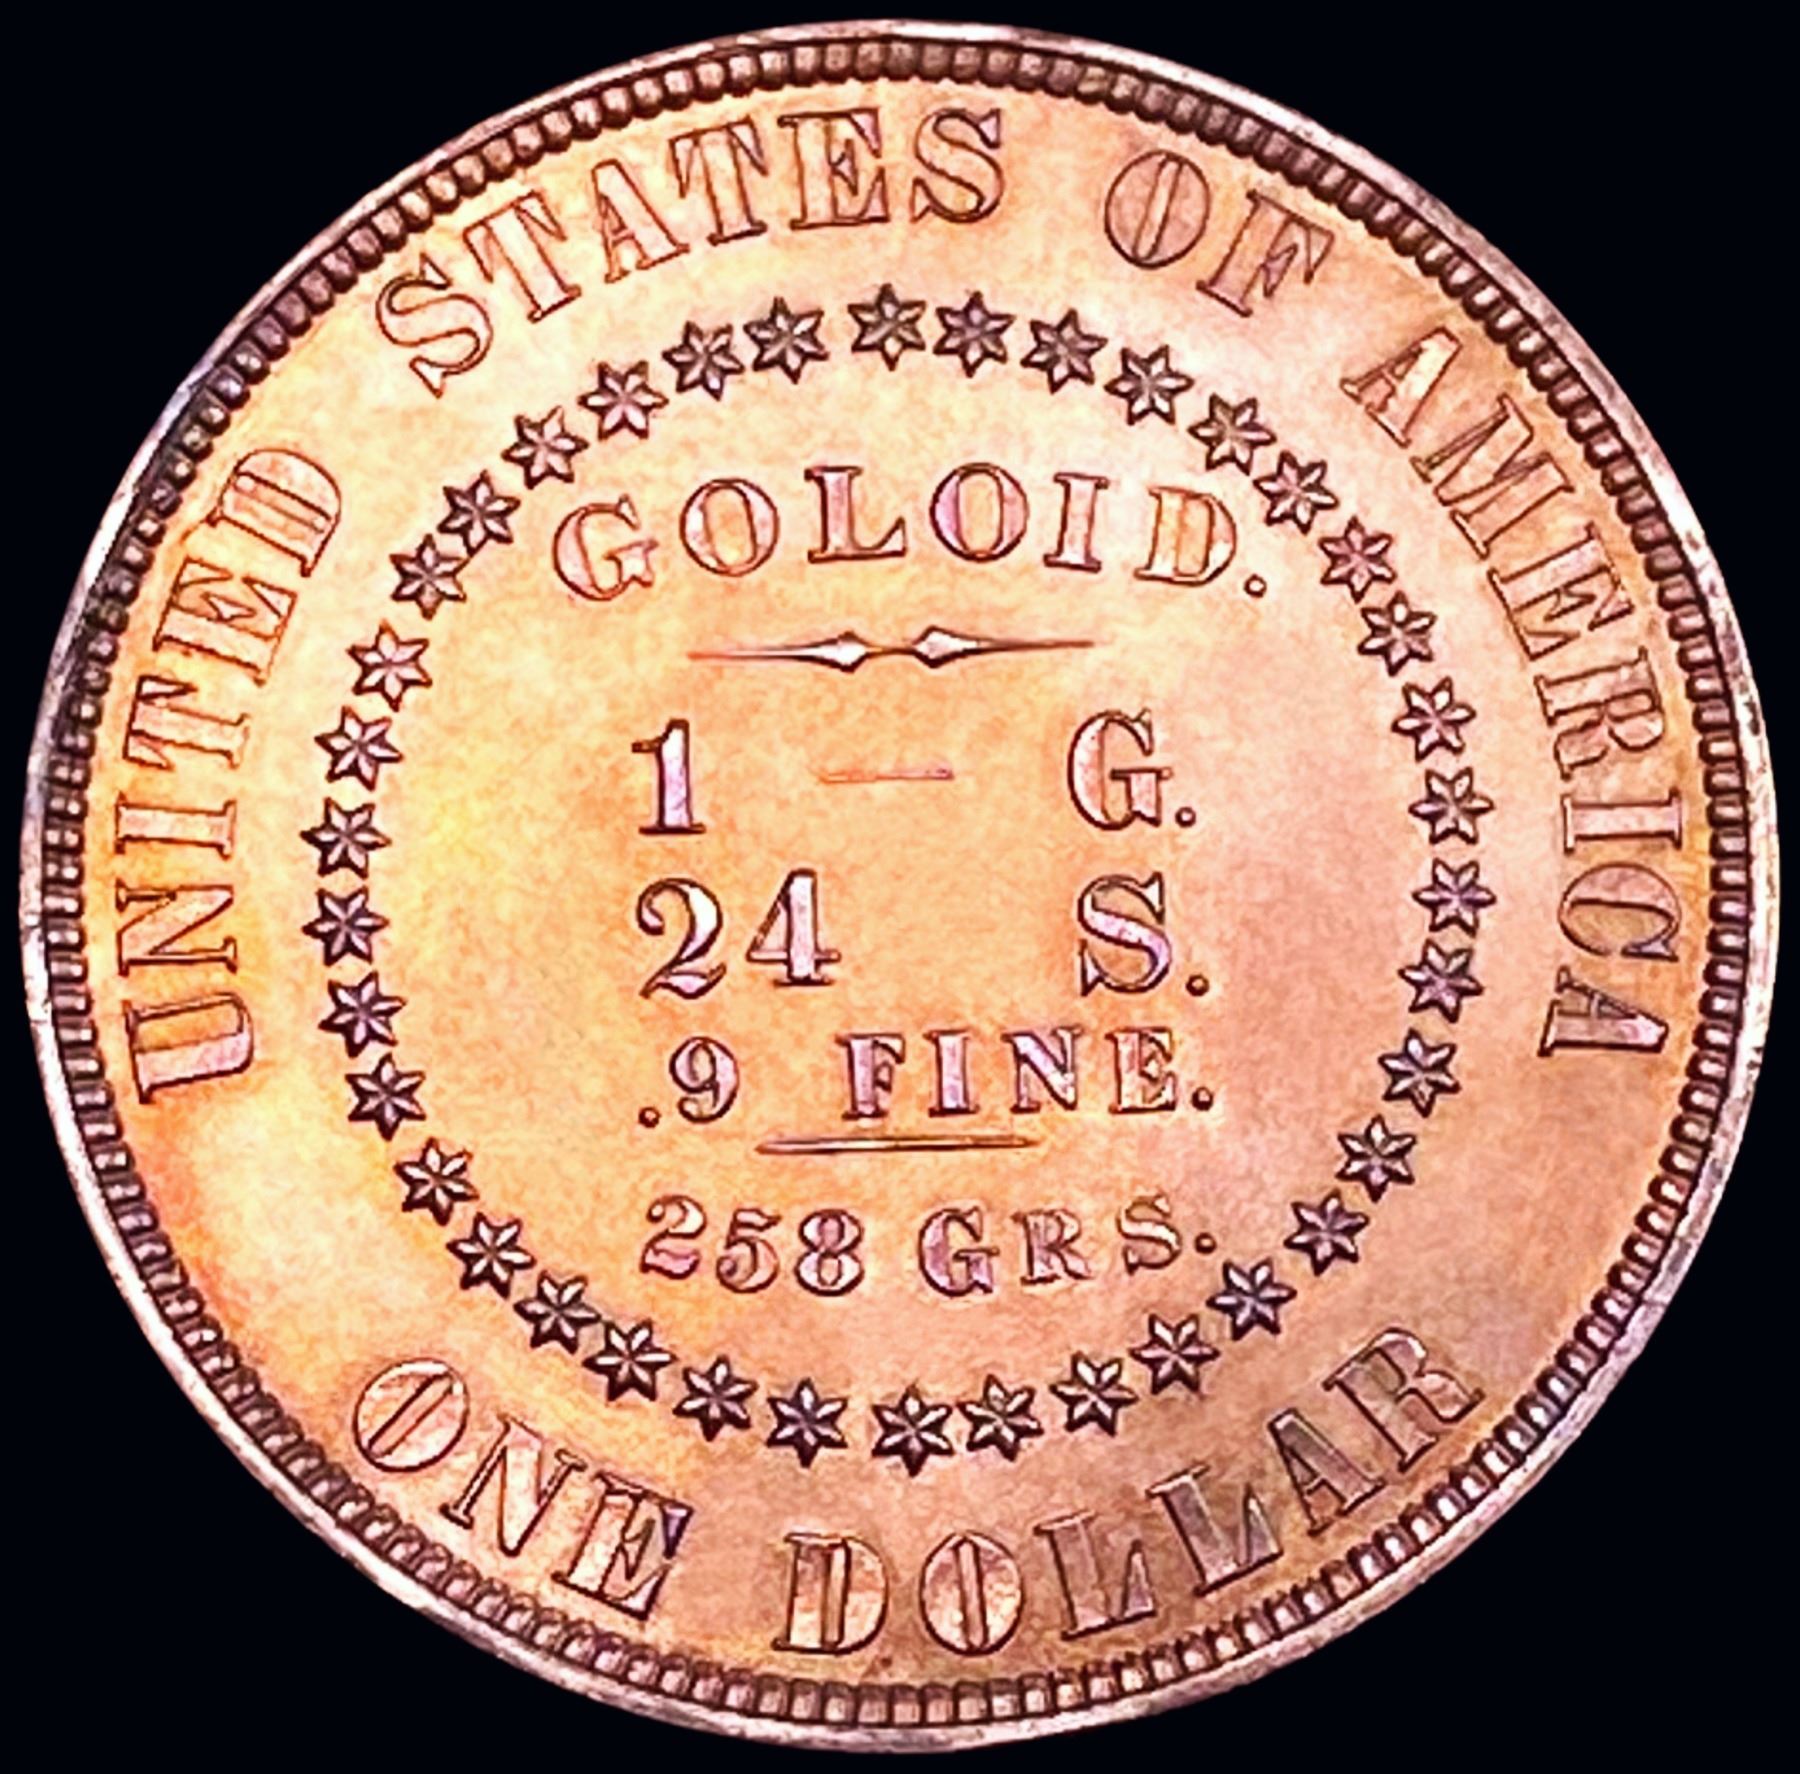 UNITED STATES OF AMERICA
GOLOID.
1 — G.
24 S.
.9 FINE.
258 GRS.
ONE DOLLAR